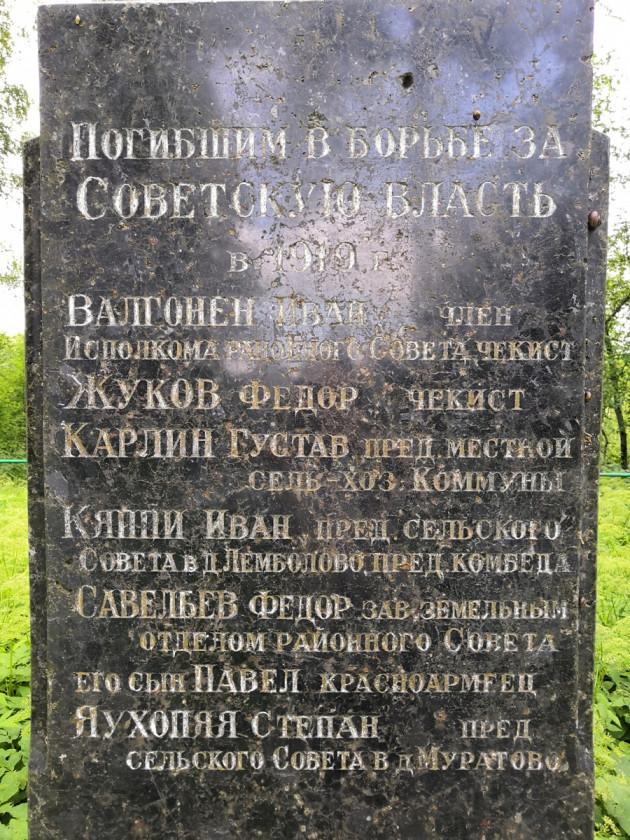 Погибшим в борьбе за
Советскую власть
в 1919 г.
Валгонен Иван член
Исполкома районного Совета, чекист
Жуков Федор чекист
Карлин Густав пред. местной
сель-хоз. Коммуны
Кяппи Иван пред. сельского
Совета в д. Лемболово, пред. комбеда
Савельев Федор зав. земельным
отделом районного Совета
его сын Павел красноармеец
Яухопяя Степан пред.
сельского Совета в д. Муратово